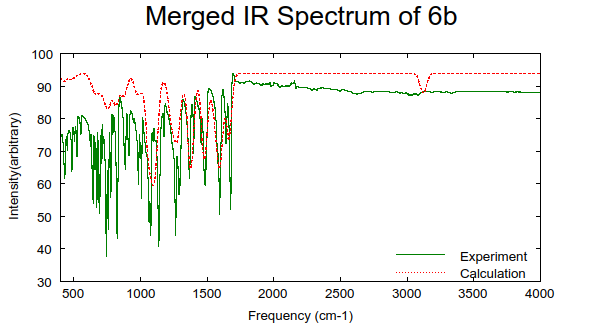 Merged IR Spectrum of 6b
100
90
80
70
60
50
40
30
Intensity(arbitrary)
500 1000 1500 2000 2500 3000 3500 4000
Frequency (cm-1)
Experiment
Calculation